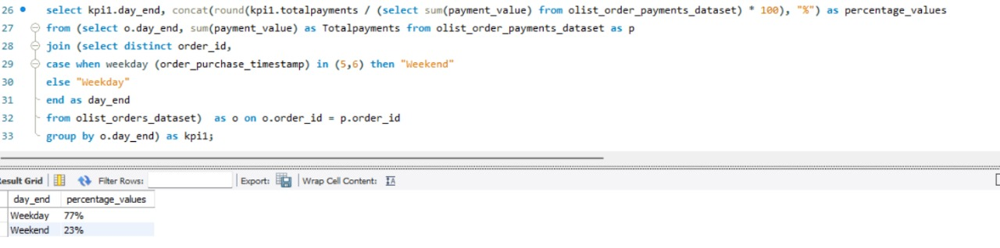 26 select kpi1.day_end, concat(round(kpi1.totalpayments / (select sum(payment_value) from olist_order_payments_dataset) * 100), "%") as percentage_values
27 from (select o.day_end, sum(payment_value) as Totalpayments from olist_order_payments_dataset as p
28 join (select distinct order_id,
29 case when weekday (order_purchase_timestamp) in (5,6) then "Weekend"
30 else "Weekday"
31 end as day_end
32 from olist_orders_dataset)  as o on o.order_id = p.order_id
33 group by o.day_end) as kpi1;
esult Grid Filter Rows: Export: Wrap Cell Content:
day_end percentage_values
Weekday 77%
Weekend 23%